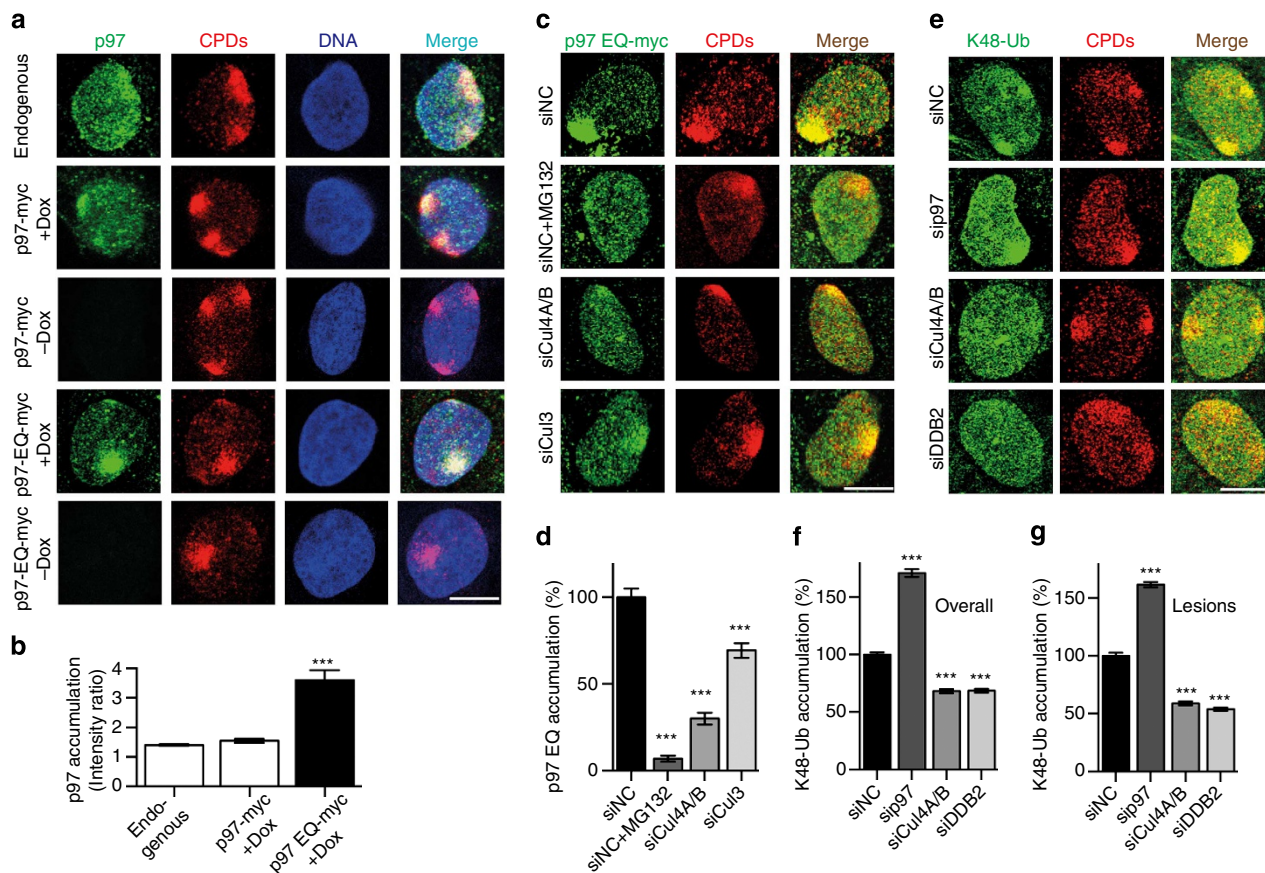 a
p97 CPDs DNA Merge
Endogenous
p97-myc
+Dox
p97-myc
–Dox
p97-EQ-myc
+Dox
p97-EQ-myc
–Dox
b
p97 accumulation
(Intensity ratio)
4
3
2
1
0
Endo-
genous
p97-myc
+Dox
p97 EQ-myc
+Dox
***
c
p97 EQ-myc CPDs Merge
siNC
siNC+MG132
siCul4A/B
siCul3
d
p97 EQ accumulation (%)
100
50
0
***
***
***
siNC
siNC+MG132
siCul4A/B
siCul3
e
K48-Ub CPDs Merge
siNC
sip97
siCul4A/B
siDDB2
f
K48-Ub accumulation (%)
150
100
50
0
Overall
***
***
***
siNC
sip97
siCul4A/B
siDDB2
g
K48-Ub accumulation (%)
150
100
50
0
Lesions
***
***
***
siNC
sip97
siCul4A/B
siDDB2